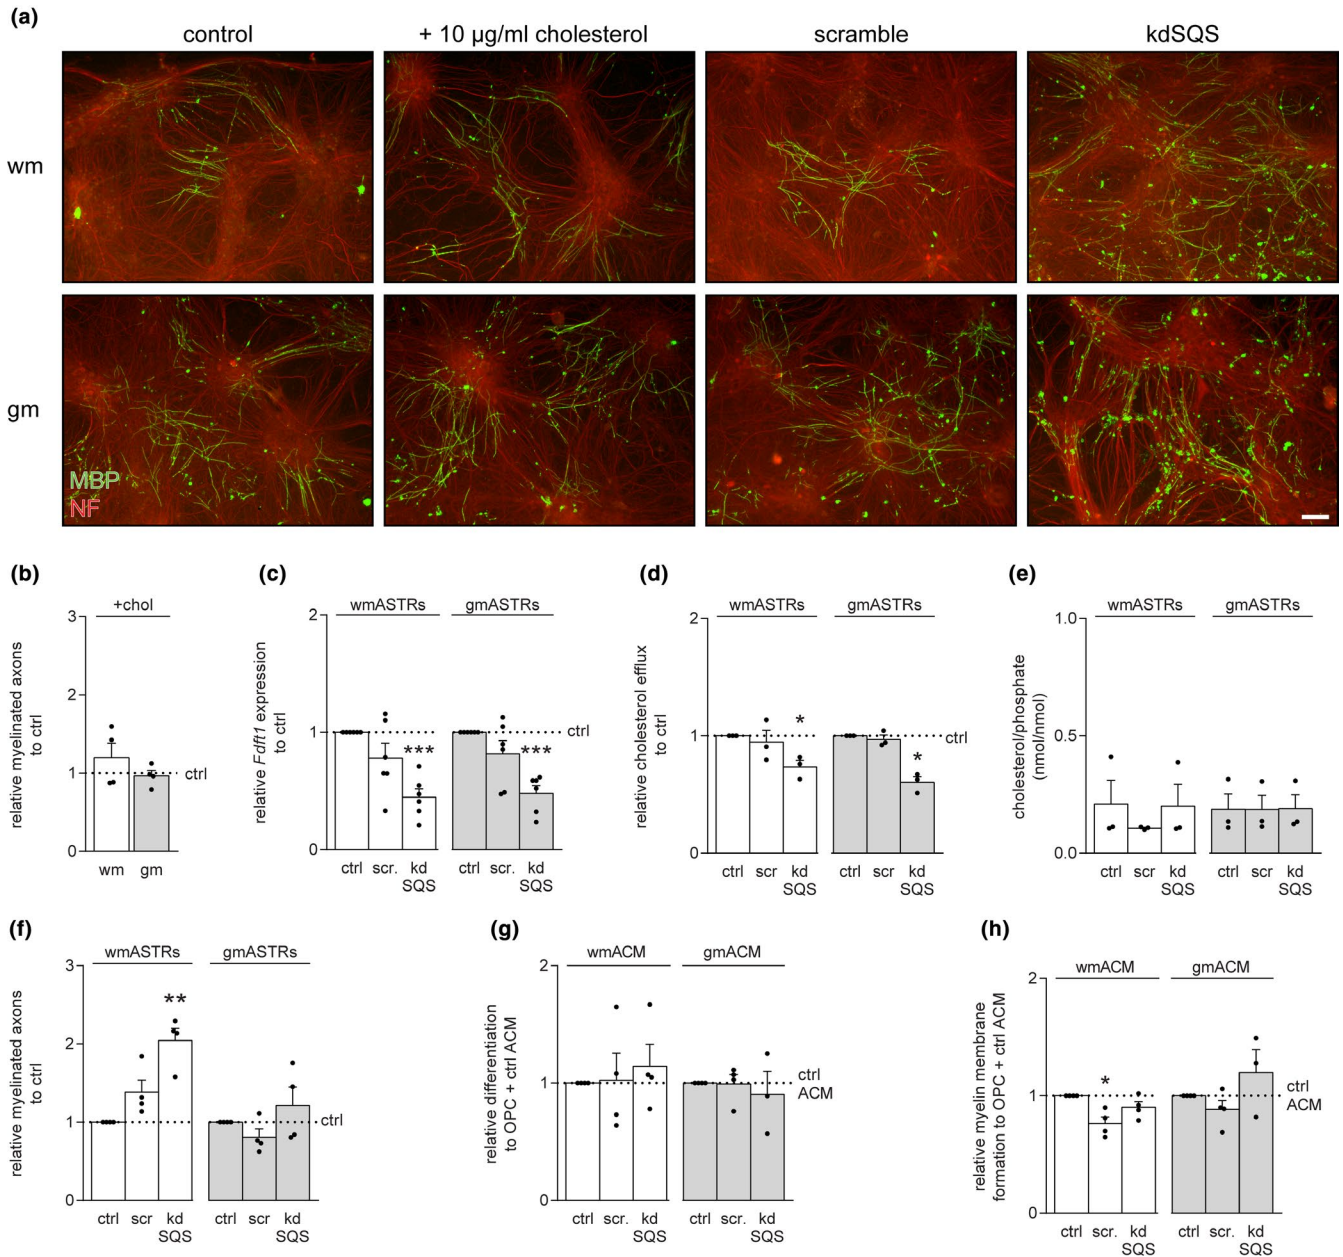 (a)
control
+ 10 µg/ml cholesterol
scramble
kdSQS
wm
gm
MBP
NF
(b)
+chol
relative myelinated axons
to ctrl
3
2
1
0
ctrl
wm
gm
(c)
wmASTRs
gmASTRs
relative Fdft1 expression
to ctrl
2
1
0
***
***
ctrl
ctrl
scr.
kd
SQS
ctrl
scr.
kd
SQS
(d)
wmASTRs
gmASTRs
relative cholesterol efflux
to ctrl
2
1
0
*
*
ctrl
ctrl
scr
kd
SQS
ctrl
scr
kd
SQS
(e)
wmASTRs
gmASTRs
cholesterol/phosphate
(nmol/nmol)
1.0
0.5
0.0
ctrl
scr
kd
SQS
ctrl
scr
kd
SQS
(f)
wmASTRs
gmASTRs
relative myelinated axons
to ctrl
3
2
1
0
**
ctrl
ctrl
scr
kd
SQS
ctrl
scr
kd
SQS
(g)
wmACM
gmACM
relative differentiation
to OPC + ctrl ACM
2
1
0
ctrl
ACM
ctrl
scr.
kd
SQS
ctrl
scr.
kd
SQS
(h)
wmACM
gmACM
relative myelin membrane
formation to OPC + ctrl ACM
2
1
0
*
ctrl
ACM
ctrl
scr.
kd
SQS
ctrl
scr.
kd
SQS